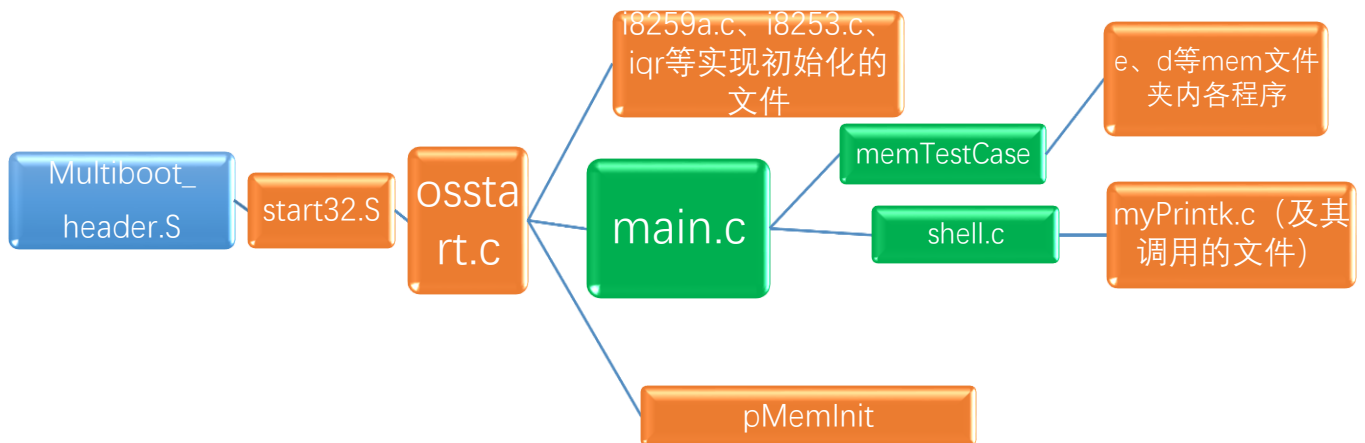 Multiboot_
header.S
start32.S
ossta
rt.c
i8259a.c、i8253.c、
iqr等实现初始化的
文件
main.c
pMemInit
memTestCase
shell.c
e、d等mem文件
夹内各程序
myPrintk.c（及其
调用的文件）